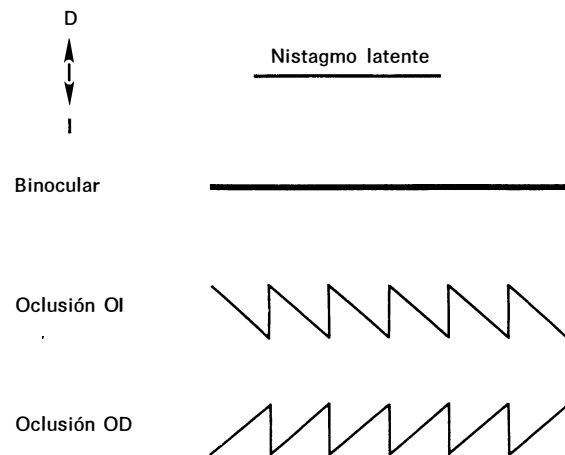 D
Nistagmo latente
I
Binocular
Oclusión OI
Oclusión OD